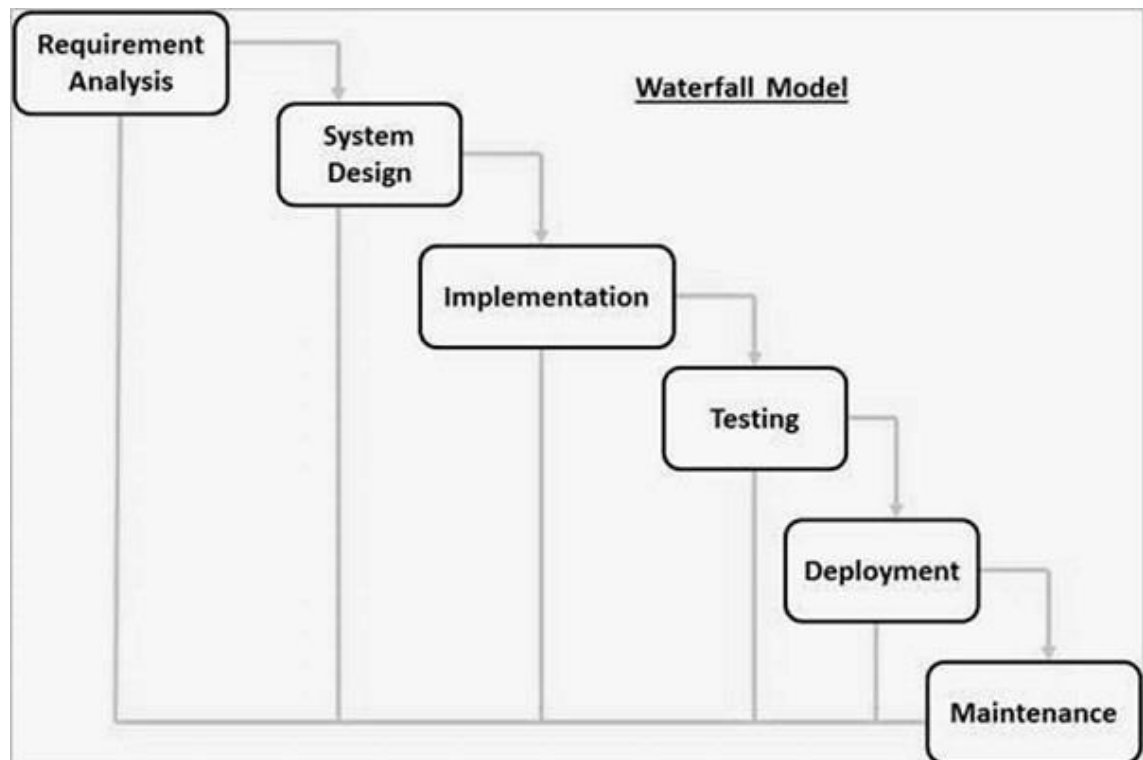 Requirement
Analysis
Waterfall Model
System
Design
Implementation
Testing
Deployment
Maintenance